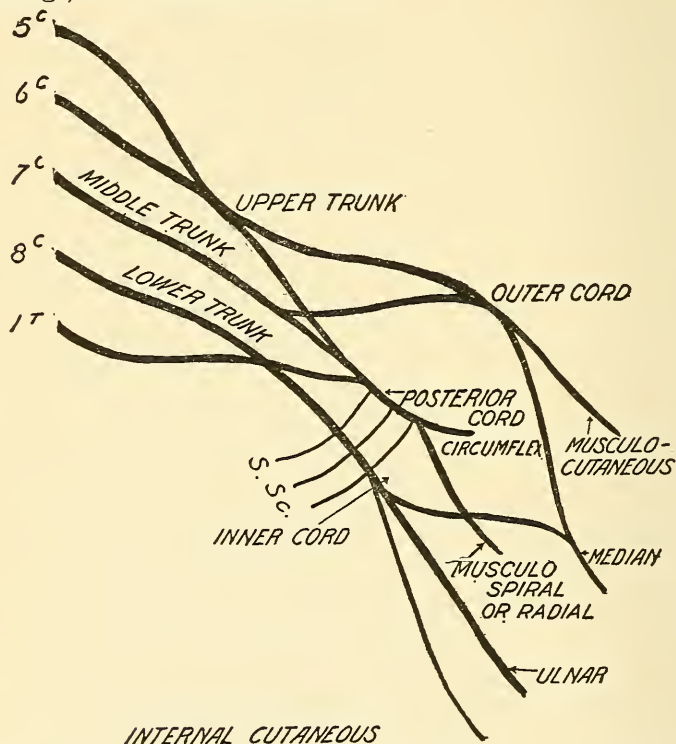 5C
6C
7C
8C
1T
MIDDLE TRUNK
LOWER TRUNK
UPPER TRUNK
OUTER CORD
POSTERIOR
CORD
CIRCUMFLEX
MUSCULO-
CUTANEOUS
S. Sc.
INNER CORD
MEDIAN
MUSCULO
SPIRAL
OR RADIAL
ULNAR
INTERNAL CUTANEOUS